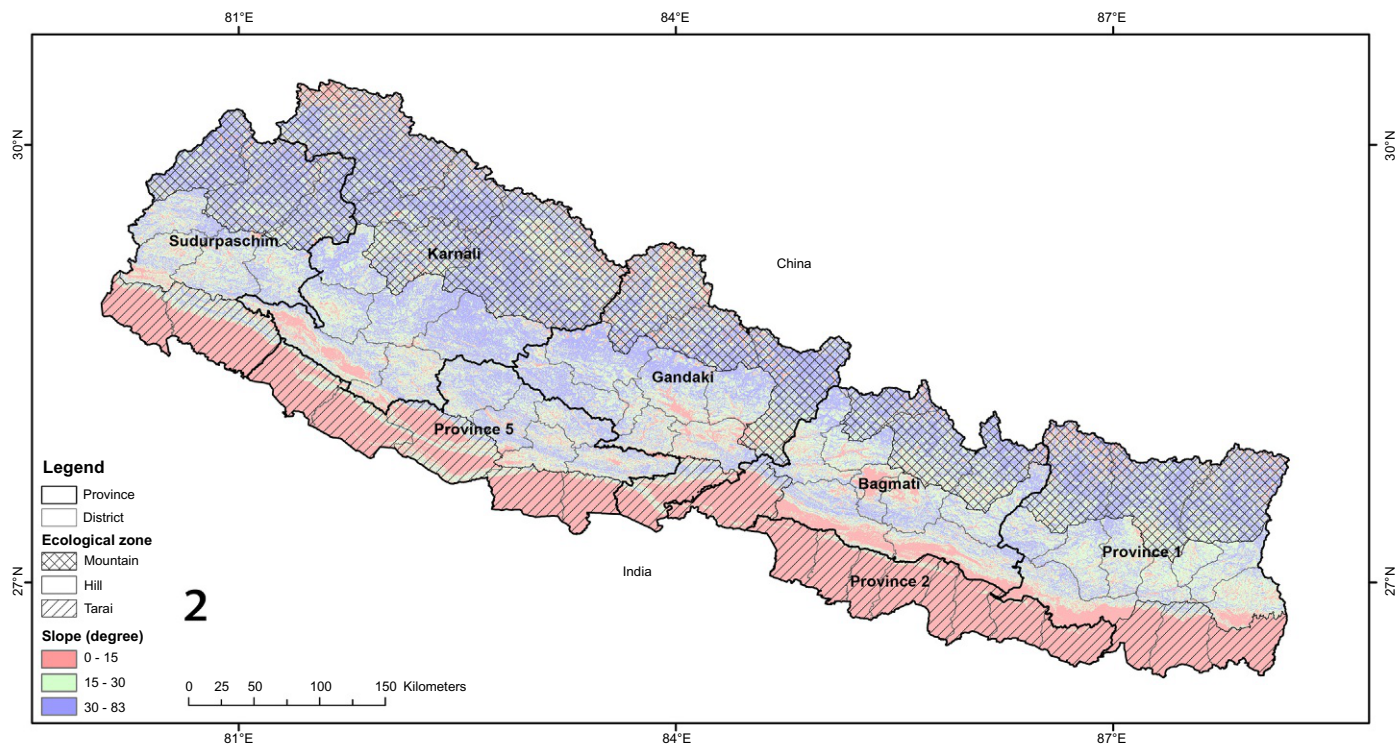 81°E 84°E 87°E
30°N 30°N
Sudurpaschim
Karnali
China
Gandaki
Province 5
Bagmati
Province 1
India
Province 2
27°N 27°N
Legend
Province
District
Ecological zone
Mountain
Hill
Tarai
2
Slope (degree)
0 - 15
15 - 30
30 - 83
0 25 50 100 150 Kilometers
81°E 84°E 87°E